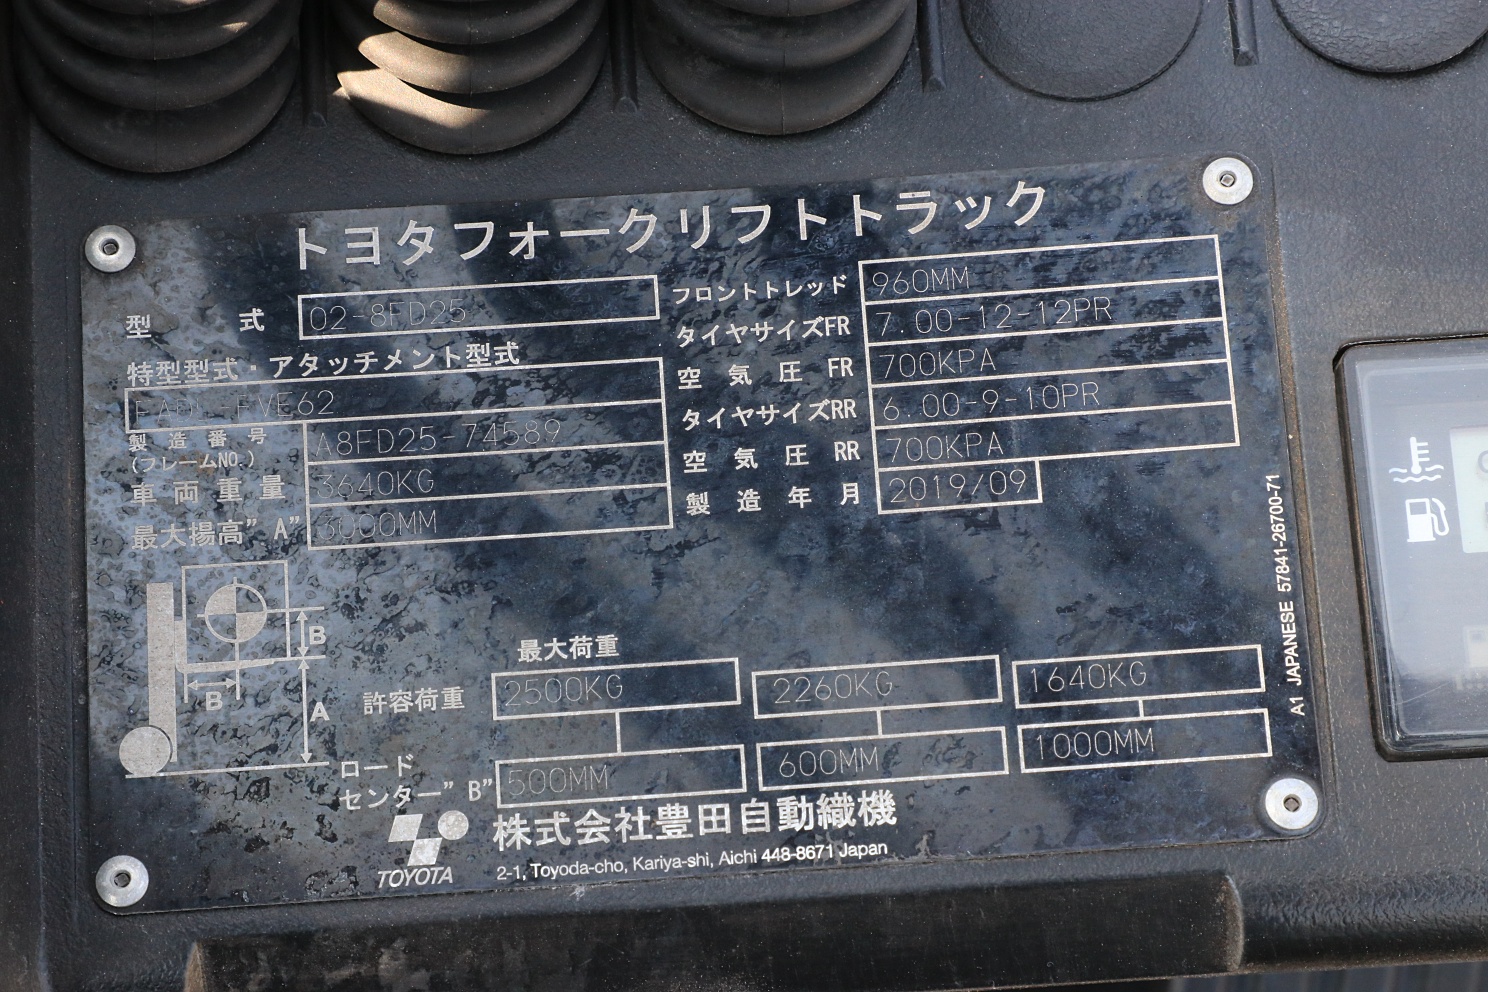 トヨタフォークリフトトラック
型 式 02-8FD25
特型型式・アタッチメント型式
FVE62
製造番号 A8FD25-74589
(フレームNO.)
車両重量 3640KG
最大揚高"A" 3000MM
フロントトレッド 960MM
タイヤサイズFR 7.00-12-12PR
空気圧 FR 700KPA
タイヤサイズRR 6.00-9-10PR
空気圧 RR 700KPA
製造年月 2019/09
B
B
A
最大荷重
許容荷重 2500KG 2260KG 1640KG
ロード
センター"B" 500MM 600MM 1000MM
TOYOTA
株式会社豊田自動織機
2-1, Toyoda-cho, Kariya-shi, Aichi 448-8671 Japan
A1 JAPANESE 57841-26700-71